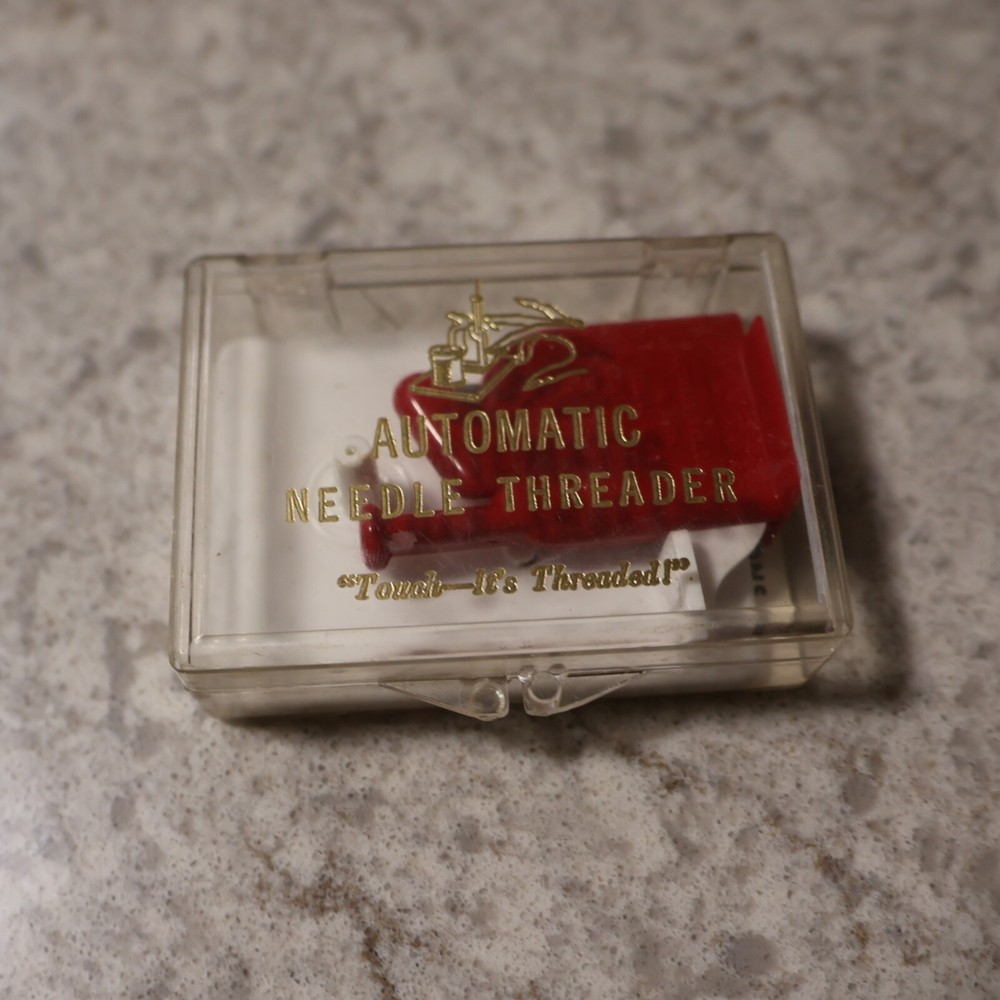 AUTOMATIC
NEEDLE THREADER
“Touch—It's Threaded!”